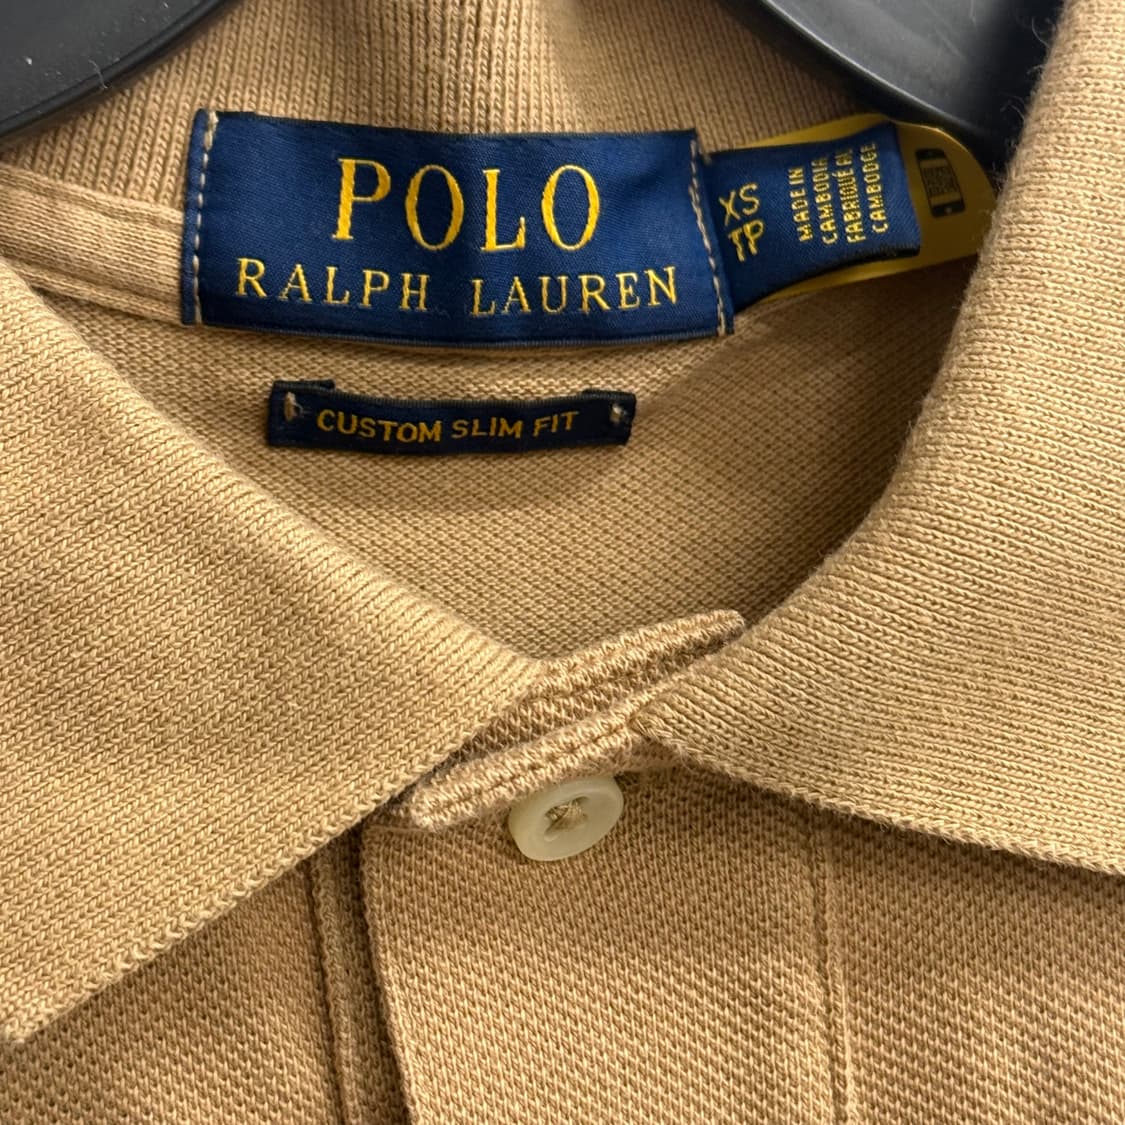 POLO
RALPH LAUREN
XS
TP
MADE IN
CAMBODIA
FABRIQUÉ AU
CAMBODGE
CUSTOM SLIM FIT